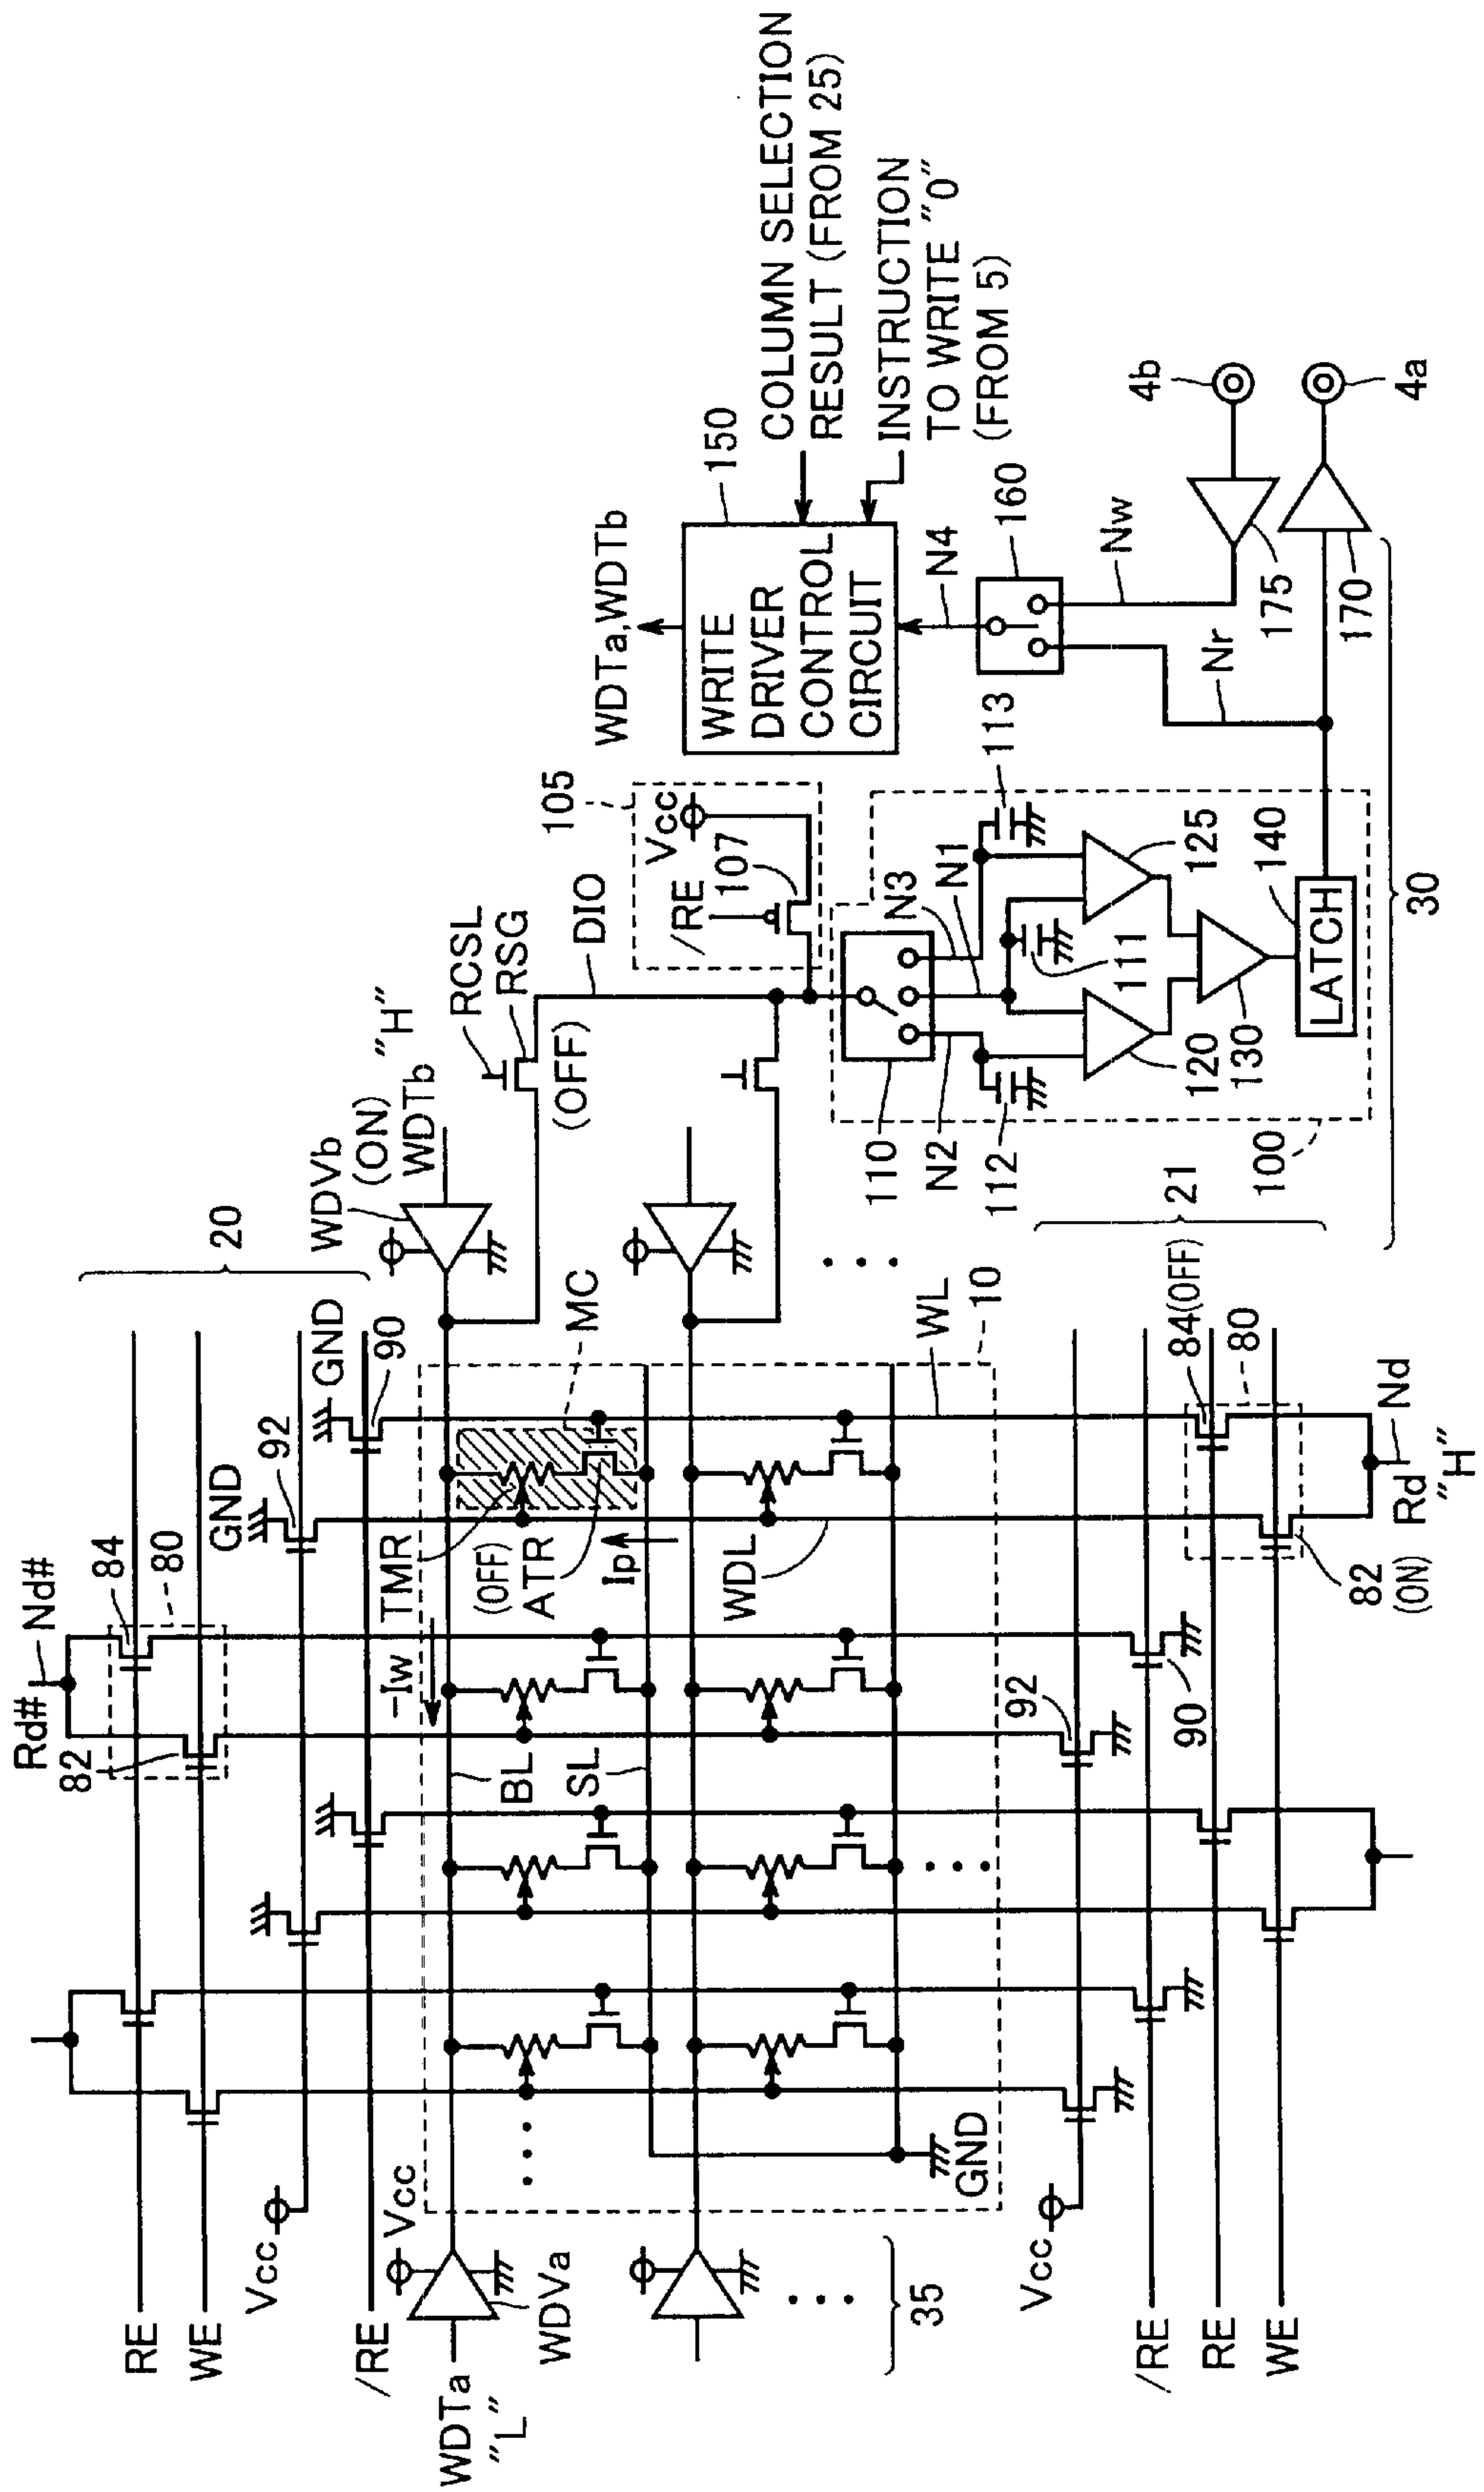 RE
WE
Vcc
/RE
WDTa
"L"
Vcc
WDVa
35
Vcc
/RE
RE
WE
Rd#
Nd#
82
84
80
GND
92
GND
90
20
-Iw
BL
SL
TMR
(OFF)
ATR
Ip
MC
WDL
WL
10
GND
92
90
84(OFF)
80
82
(ON)
Rd
"H"
Nd
21
30
WDVb
(ON)
WDTb
"H"
RCSL
RSG
(OFF)
DIO
105
Vcc
/RE
107
110
N2
N3
N1
112
111
113
120
125
130
140
LATCH
100
WDTa,WDTb
150
WRITE
DRIVER
CONTROL
CIRCUIT
COLUMN SELECTION
RESULT (FROM 25)
INSTRUCTION
TO WRITE "0"
(FROM 5)
N4
160
Nr
Nw
175
170
4b
4a
30